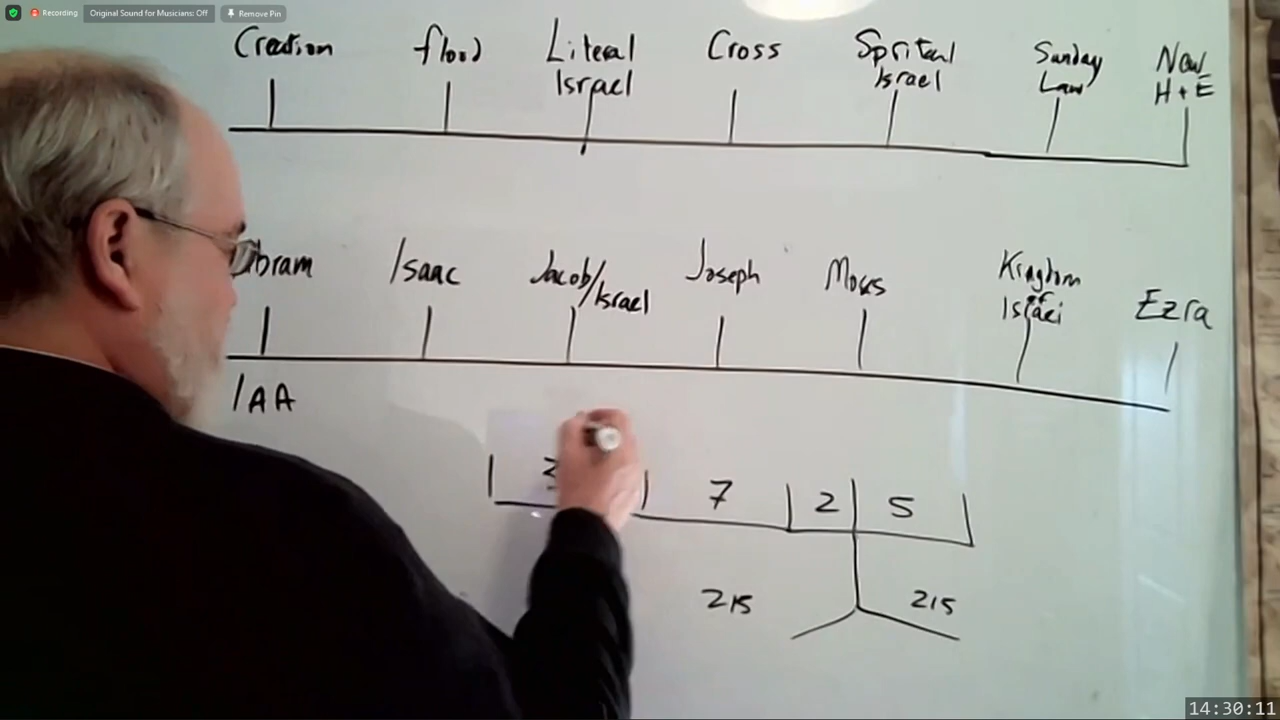 Recording
Original Sound for Musicians: Off
Remove Pin
Creation flood Literal Israel Cross Spritual Israel Sunday Law New H + E
bram Isaac Jacob/Israel Joseph Moses Kingdom of Israel Ezra
/AA
7 2 5
215 215
14:30:11